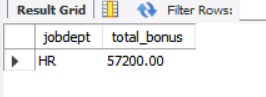 Result Grid Filter Rows:
jobdept total_bonus
HR 57200.00